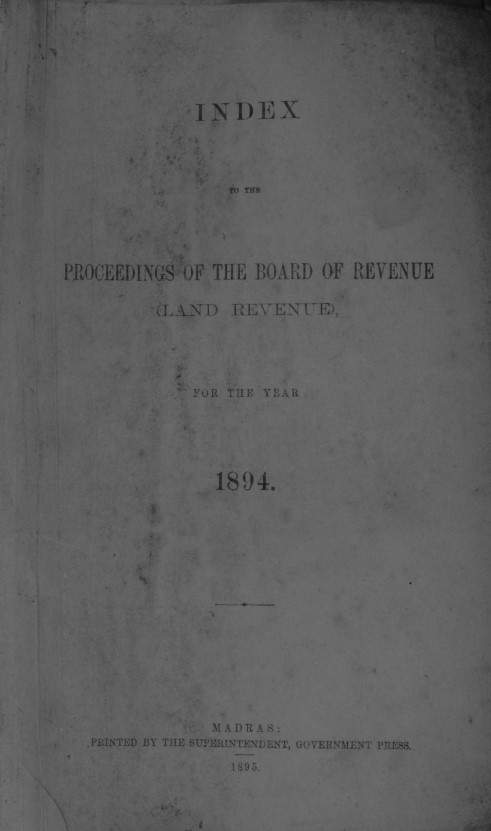 INDEX
TO THE
PROCEEDINGS OF THE BOARD OF REVENUE
(LAND REVENUE),
FOR THE YEAR
1894.
MADRAS:
PRINTED BY THE SUPERINTENDENT, GOVERNMENT PRESS.
1895.